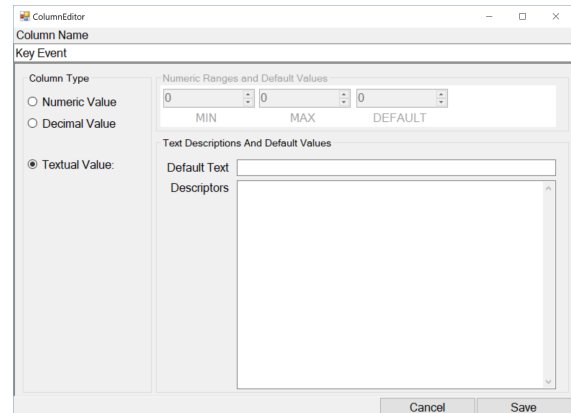 ColumnEditor
Column Name
Key Event
Column Type
Numeric Value
Decimal Value
Textual Value:
Numeric Ranges and Default Values
0 0 0
MIN MAX DEFAULT
Text Descriptions And Default Values
Default Text
Descriptors
Cancel Save